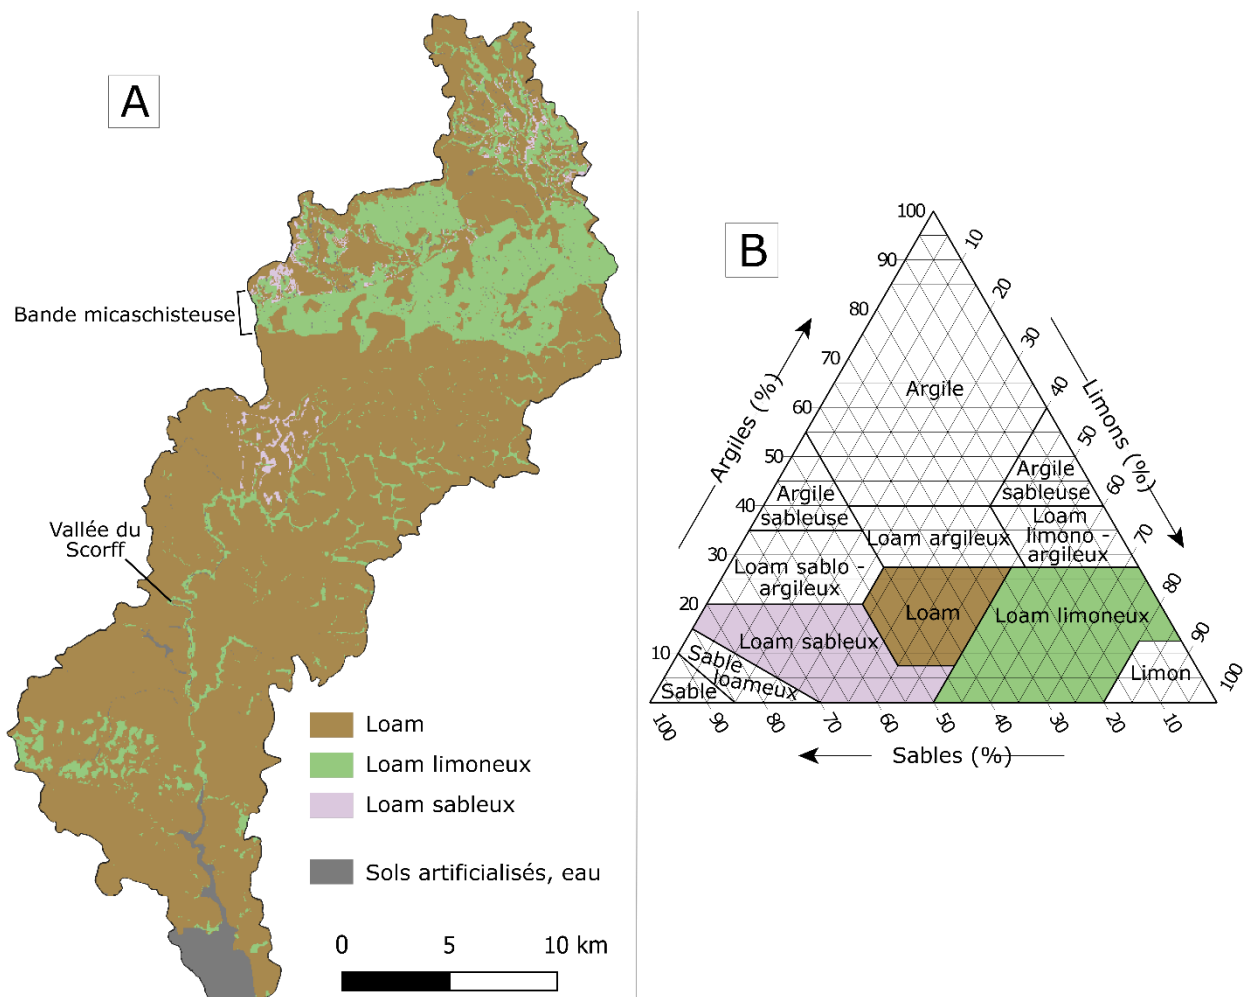 A
Bande micaschisteuse
Vallée du
Scorff
Loam
Loam limoneux
Loam sableux
Sols artificialisés, eau
0
5
10 km
B
100
90
80
70
60
50
40
30
20
10
Argiles (%)
10
20
30
40
50
60
70
80
90
100
Limons (%)
Argile
Argile
sableuse
Argile
sableuse
Loam argileux
Loam
limono -
argileux
Loam sablo -
argileux
Loam
Loam limoneux
Loam sableux
Sable
loameux
Sable
Limon
100
90
80
70
60
50
40
30
20
10
Sables (%)